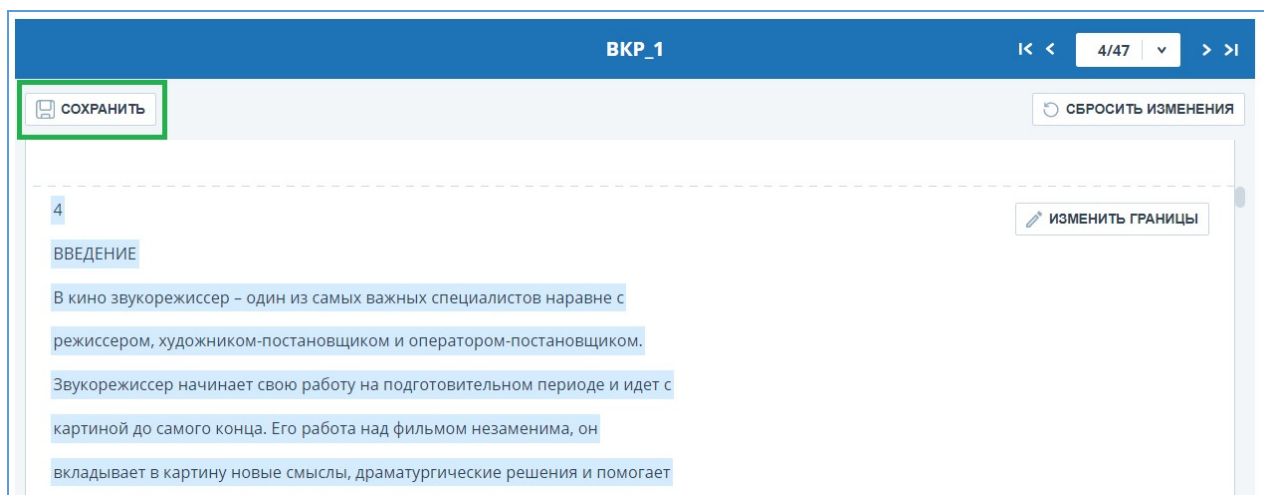 ВКР_1
4/47
СОХРАНИТЬ
СБРОСИТЬ ИЗМЕНЕНИЯ
4
ИЗМЕНИТЬ ГРАНИЦЫ
ВВЕДЕНИЕ
В кино звукорежиссер – один из самых важных специалистов наравне с
режиссером, художником-постановщиком и оператором-постановщиком.
Звукорежиссер начинает свою работу на подготовительном периоде и идет с
картиной до самого конца. Его работа над фильмом незаменима, он
вкладывает в картину новые смыслы, драматургические решения и помогает